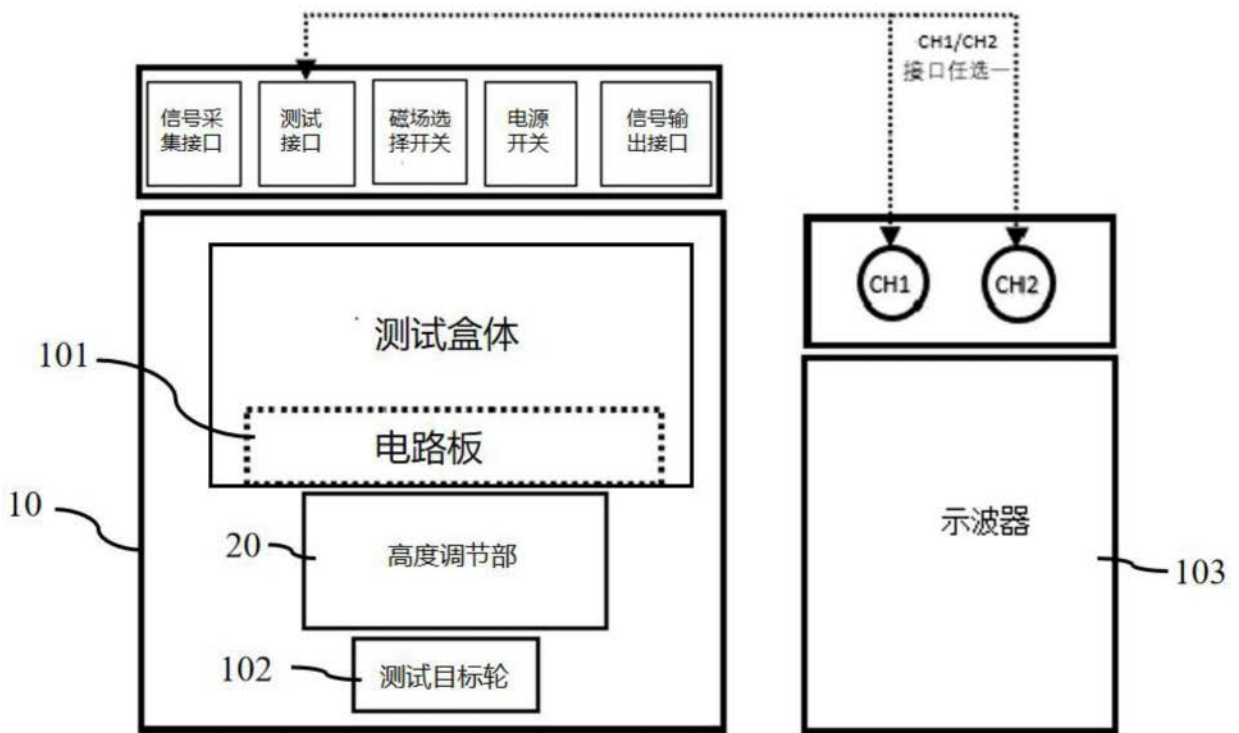 CH1/CH2
接口任选一
信号采
集接口
测试
接口
磁场选
择开关
电源
开关
信号输
出接口
CH1
CH2
测试盒体
101
电路板
10
20
高度调节部
示波器
103
102
测试目标轮